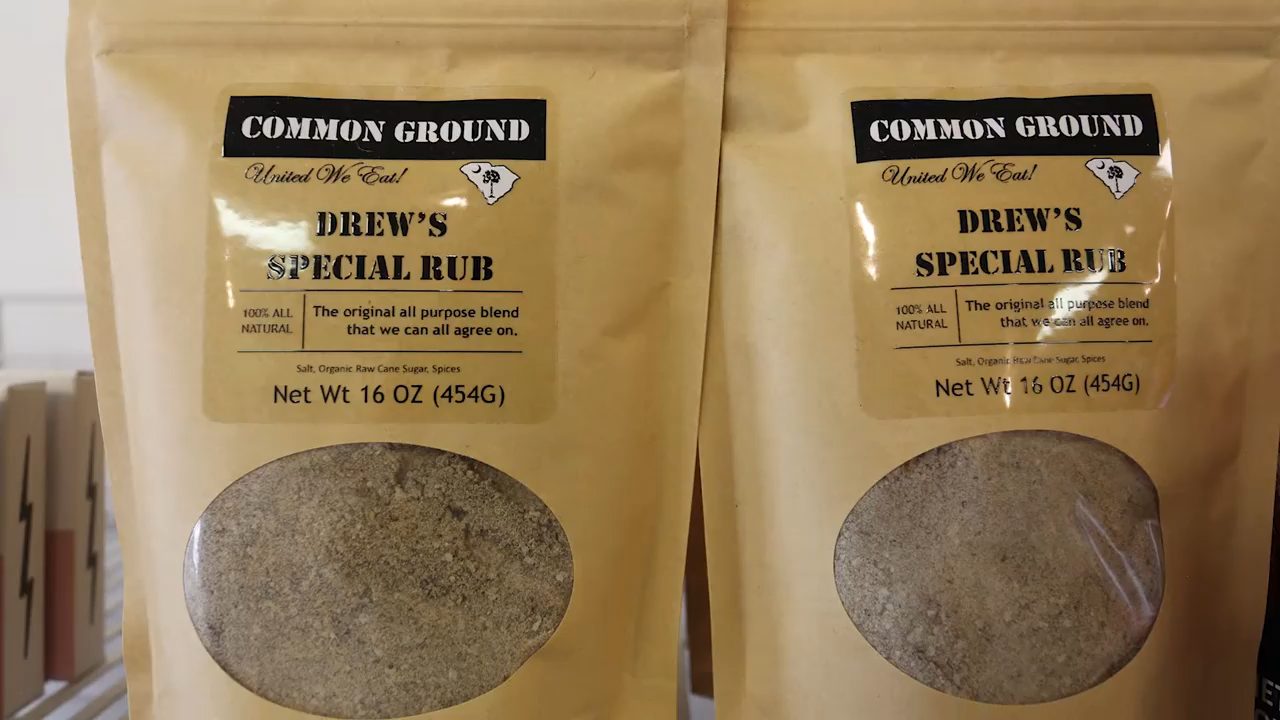 COMMON GROUND
United We Eat!
DREW'S
SPECIAL RUB
100% ALL
NATURAL
The original all purpose blend
that we can all agree on.
Salt, Organic Raw Cane Sugar, Spices
Net Wt 16 OZ (454G)
COMMON GROUND
United We Eat!
DREW'S
SPECIAL RUB
100% ALL
NATURAL
The original all purpose blend
that we can all agree on.
Salt, Organic Raw Cane Sugar, Spices
Net Wt 16 OZ (454G)